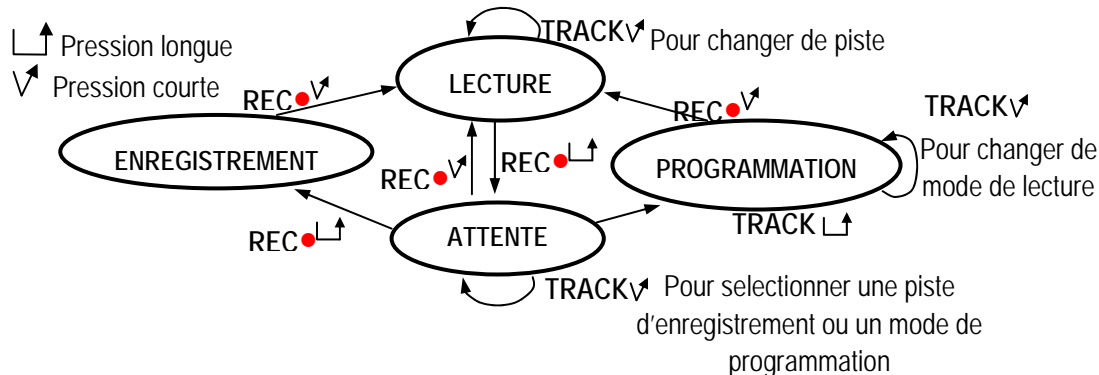 Pression longue
Pression courte
TRACK
Pour changer de piste
LECTURE
REC
REC
TRACK
Pour changer de
mode de lecture
ENREGISTREMENT
REC
REC
PROGRAMMATION
TRACK
REC
ATTENTE
TRACK
Pour selectionner une piste
d'enregistrement ou un mode de
programmation